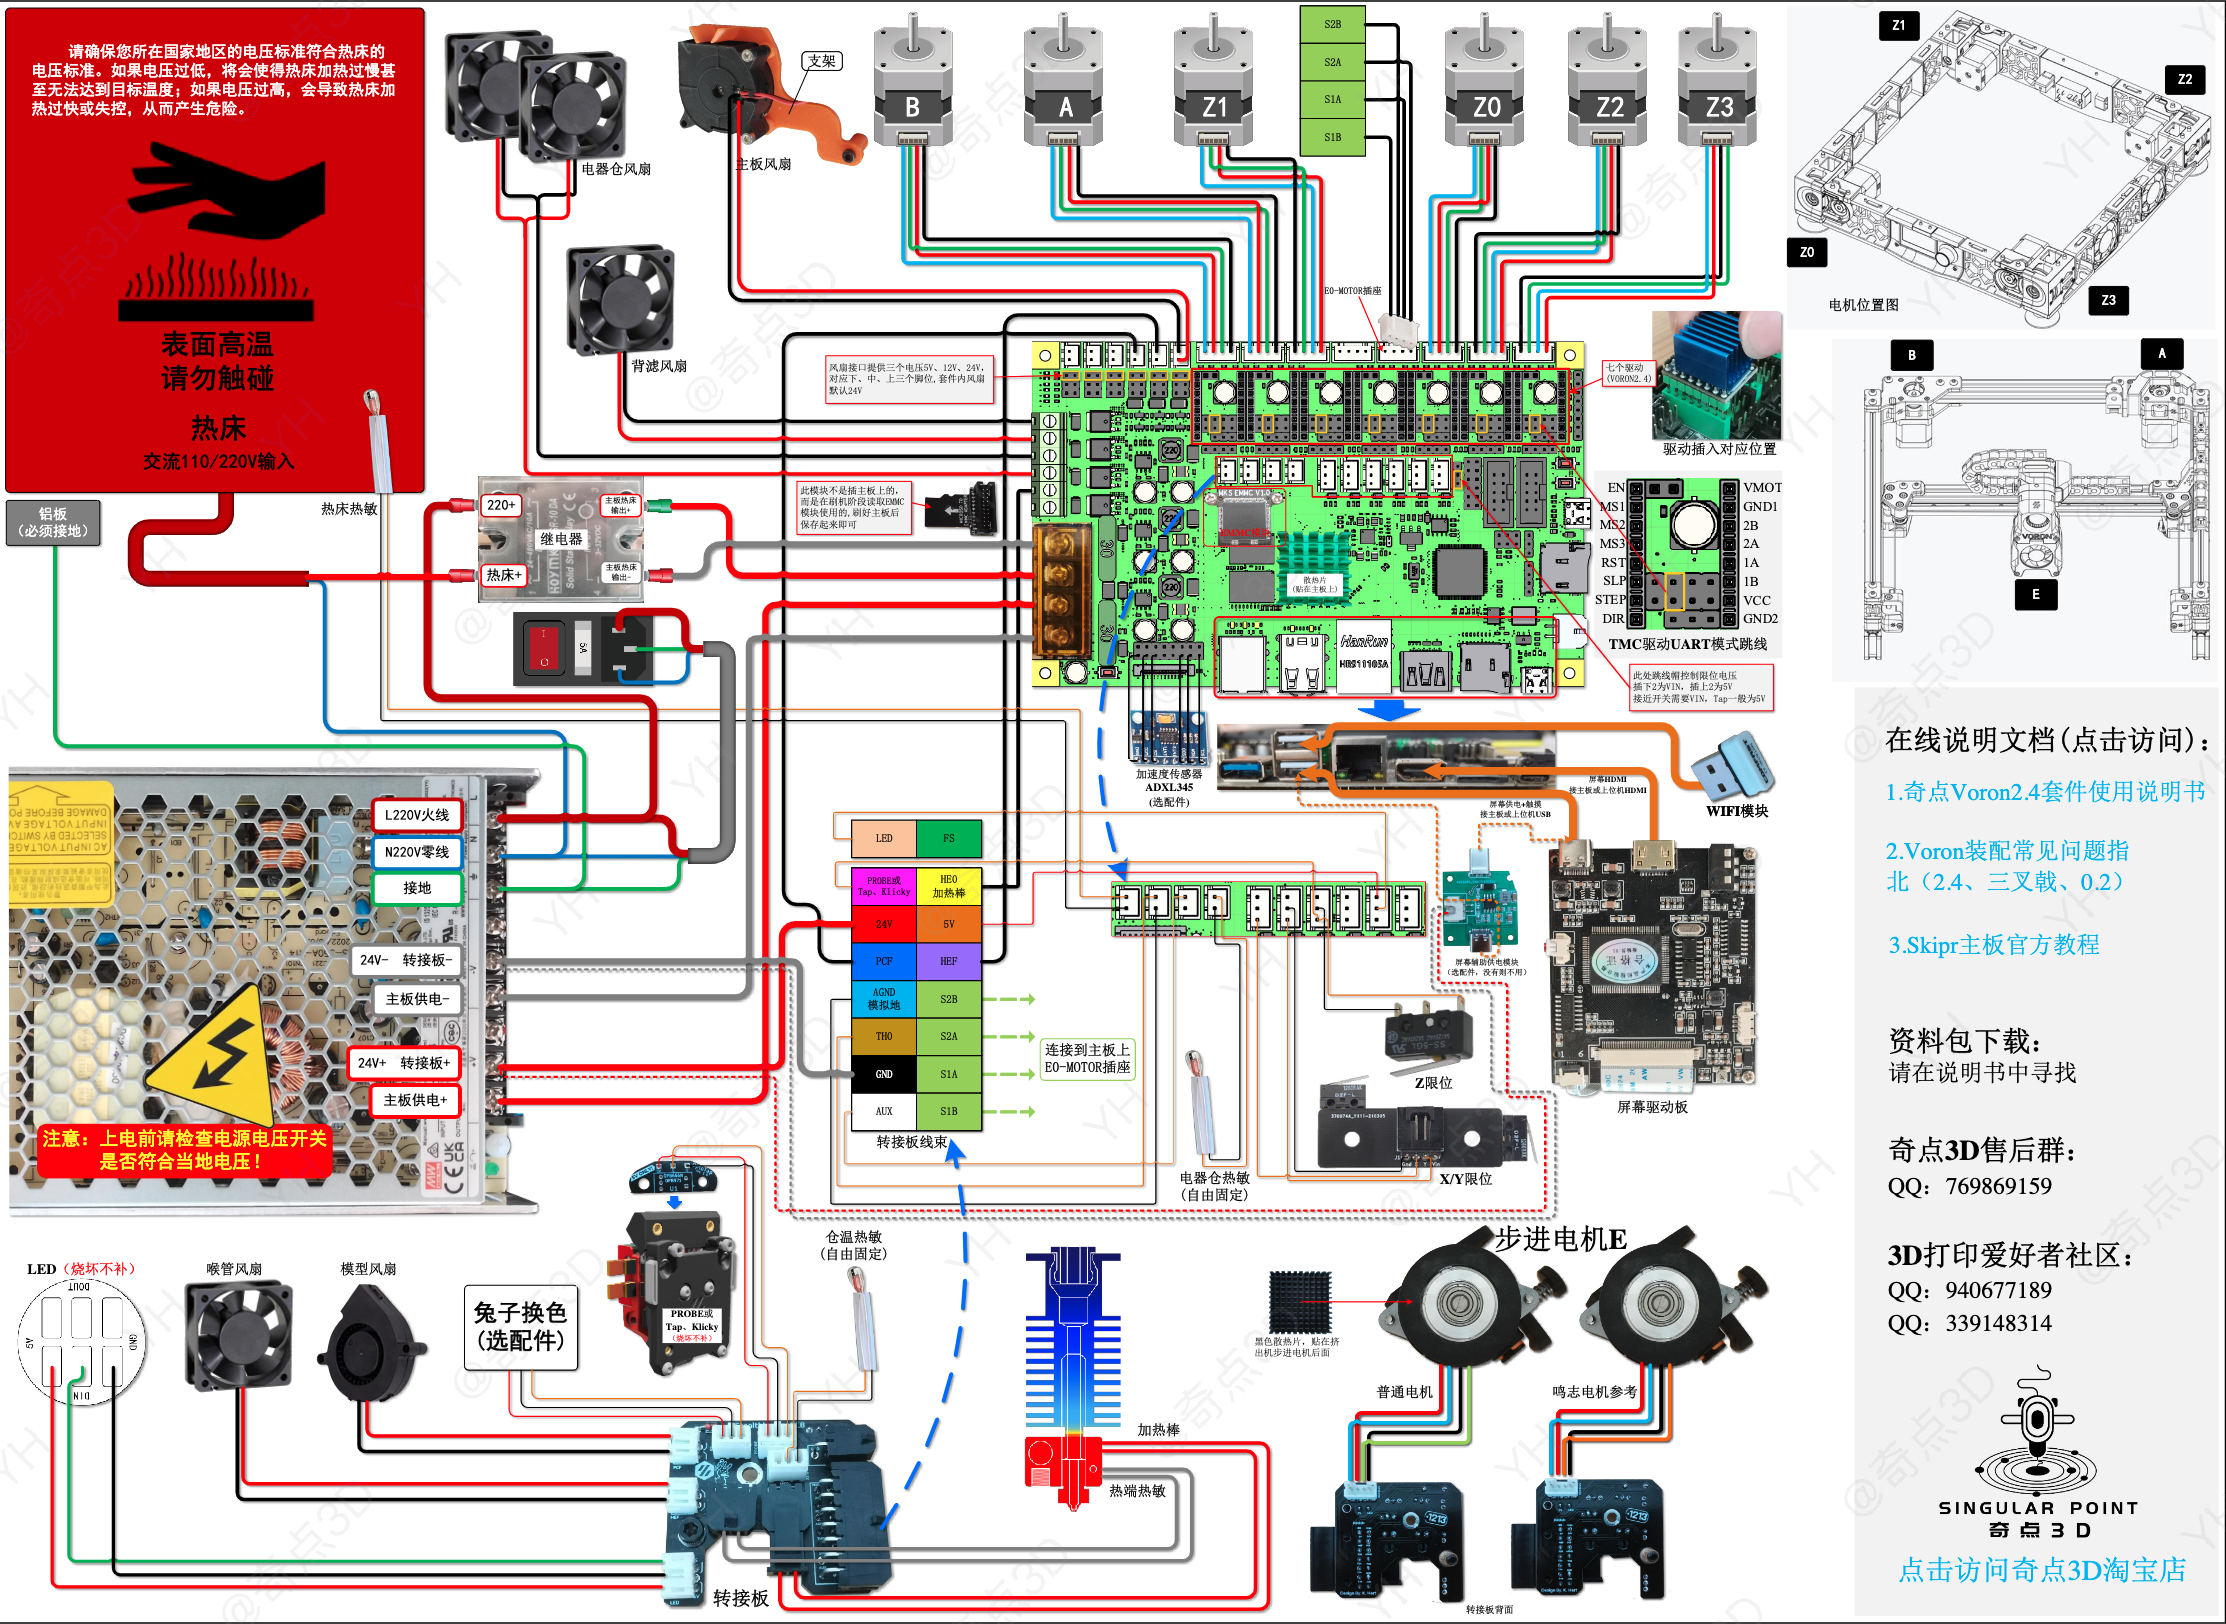 请确保您所在国家地区的电压标准符合热床的
电压标准。如果电压过低，将会使得热床加热过慢甚
至无法达到目标温度；如果电压过高，会导致热床加
热过快或失控，从而产生危险。
表面高温
请勿触碰
热床
交流110/220V输入
铝板
(必须接地)
热床热敏
电器仓风扇
背滤风扇
支架
主板风扇
B
A
Z1
S2B
S2A
S1A
S1B
Z0
Z2
Z3
E0-MOTOR插座
Z1
Z2
Z0
Z3
电机位置图
B
A
VORON
E
风扇接口提供三个电压5V、12V、24V，
对应下、中、上三个脚位,套件内风扇
默认24V
七个驱动
(VORON2.4)
驱动插入对应位置
此模块不是插主板上的，
而是在刷机阶段读取EMMC
模块使用的,刷好主板后
保存起来即可
220+
主板热床
输出+
继电器
热床+
主板热床
输出-
5A
MKS EMMC V1.0
EMMC模块
散热片
(贴在主板上)
220
220
220
30
30
HanRun
EN
MS1
MS2
MS3
RST
SLP
STEP
DIR
VMOT
GND1
2B
2A
1A
1B
VCC
GND2
TMC驱动UART模式跳线
此处跳线帽控制限位电压
插下2为VIN, 插上2为5V
接近开关需要VIN, Tap一般为5V
加速度传感器
ADXL345
(选配件)
屏幕HDMI
接主板或上位机HDMI
屏幕供电+触摸
接主板或上位机USB
WIFI模块
屏幕辅助供电模块
(选配件, 没有则不用)
屏幕驱动板
L220V火线
N220V零线
接地
24V- 转接板-
主板供电-
24V+ 转接板+
主板供电+
注意：上电前请检查电源电压开关
是否符合当地电压！
LED
FS
PROBE或
Tap、Klicky
HE0
加热棒
24V
5V
PCF
HEF
AGND
模拟地
S2B
TH0
S2A
GND
S1A
AUX
S1B
转接板线束
连接到主板上
E0-MOTOR插座
Z限位
X/Y限位
电器仓热敏
(自由固定)
仓温热敏
(自由固定)
LED（烧坏不补）
DOUT
5V
GND
DIN
喉管风扇
模型风扇
兔子换色
(选配件)
PROBE或
Tap、Klicky
(烧坏不补)
转接板
加热棒
热端热敏
步进电机E
黑色散热片, 贴在挤
出机步进电机后面
普通电机
鸣志电机参考
转接板背面
在线说明文档(点击访问)：
1.奇点Voron2.4套件使用说明书
2.Voron装配常见问题指
北（2.4、三叉戟、0.2）
3.Skipr主板官方教程
资料包下载：
请在说明书中寻找
奇点3D售后群：
QQ：769869159
3D打印爱好者社区：
QQ：940677189
QQ：339148314
SINGULAR POINT
奇点3D
点击访问奇点3D淘宝店
@奇点3D
YH